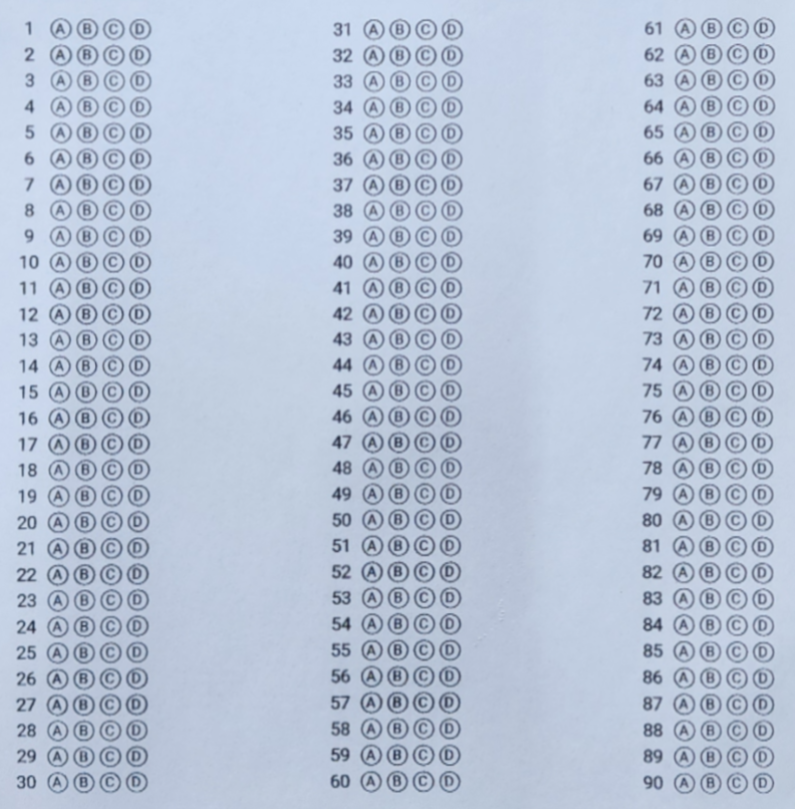 1 A B C D
2 A B C D
3 A B C D
4 A B C D
5 A B C D
6 A B C D
7 A B C D
8 A B C D
9 A B C D
10 A B C D
11 A B C D
12 A B C D
13 A B C D
14 A B C D
15 A B C D
16 A B C D
17 A B C D
18 A B C D
19 A B C D
20 A B C D
21 A B C D
22 A B C D
23 A B C D
24 A B C D
25 A B C D
26 A B C D
27 A B C D
28 A B C D
29 A B C D
30 A B C D
31 A B C D
32 A B C D
33 A B C D
34 A B C D
35 A B C D
36 A B C D
37 A B C D
38 A B C D
39 A B C D
40 A B C D
41 A B C D
42 A B C D
43 A B C D
44 A B C D
45 A B C D
46 A B C D
47 A B C D
48 A B C D
49 A B C D
50 A B C D
51 A B C D
52 A B C D
53 A B C D
54 A B C D
55 A B C D
56 A B C D
57 A B C D
58 A B C D
59 A B C D
60 A B C D
61 A B C D
62 A B C D
63 A B C D
64 A B C D
65 A B C D
66 A B C D
67 A B C D
68 A B C D
69 A B C D
70 A B C D
71 A B C D
72 A B C D
73 A B C D
74 A B C D
75 A B C D
76 A B C D
77 A B C D
78 A B C D
79 A B C D
80 A B C D
81 A B C D
82 A B C D
83 A B C D
84 A B C D
85 A B C D
86 A B C D
87 A B C D
88 A B C D
89 A B C D
90 A B C D